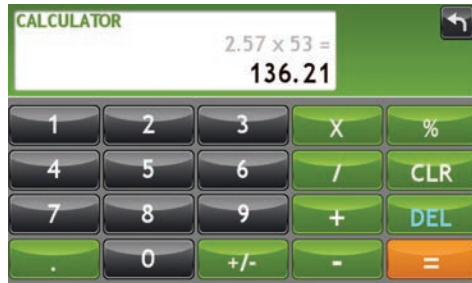 CALCULATOR
2.57 x 53 =
136.21
1 2 3 X %
4 5 6 / CLR
7 8 9 + DEL
. 0 +/- - =